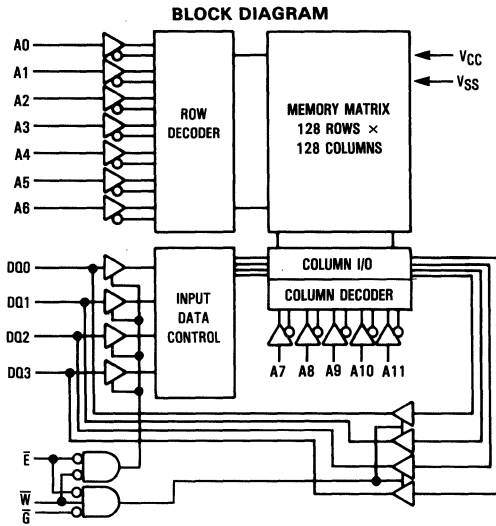 BLOCK DIAGRAM
A0
A1
A2
A3
A4
A5
A6
ROW
DECODER
MEMORY MATRIX
128 ROWS ×
128 COLUMNS
VCC
VSS
DQ0
DQ1
DQ2
DQ3
INPUT
DATA
CONTROL
COLUMN I/O
COLUMN DECODER
A7 A8 A9 A10 A11
E̅
W̅
G̅